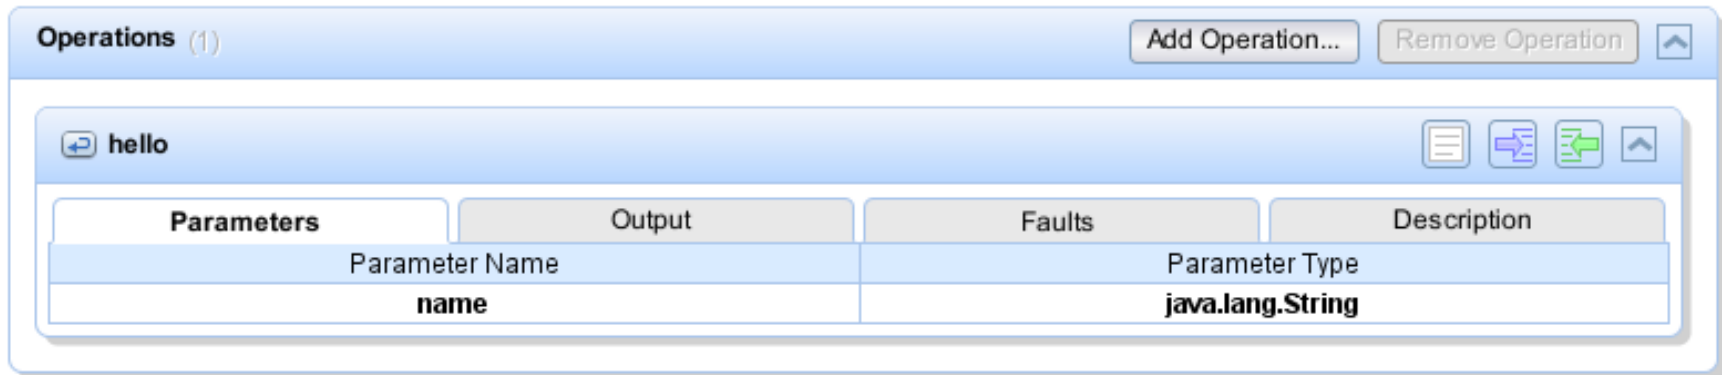 Operations (1) Add Operation... Remove Operation
hello
Parameters Output Faults Description
Parameter Name Parameter Type
name java.lang.String